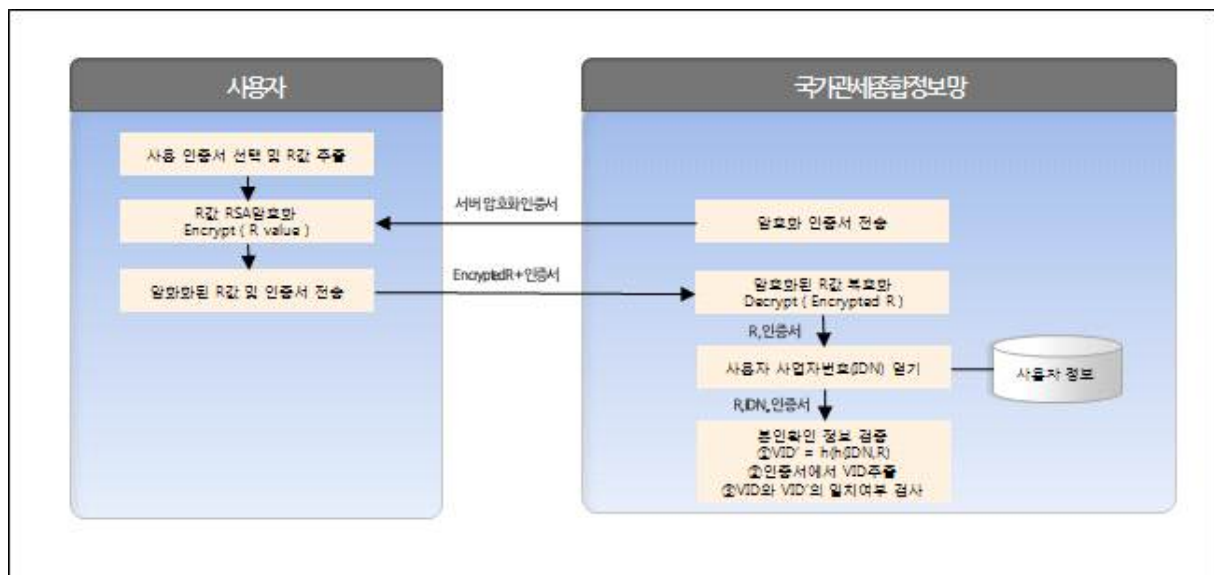 사용자
국가관세종합정보망
사용 인증서 선택 및 R값 추출
R값 RSA암호화
Encrypt ( R value )
서버 암호화인증서
암호화 인증서 전송
암화화된 R값 및 인증서 전송
EncryptedR+인증서
암호화된 R값 복호화
Decrypt ( Encrypted R )
R,인증서
사용자 사업자번호(IDN) 얻기
사용자 정보
R,IDN,인증서
본인확인 정보 검증
①VID' = h(h(IDN,R)
②인증서에서 VID추출
③VID와 VID'의 일치여부 검사